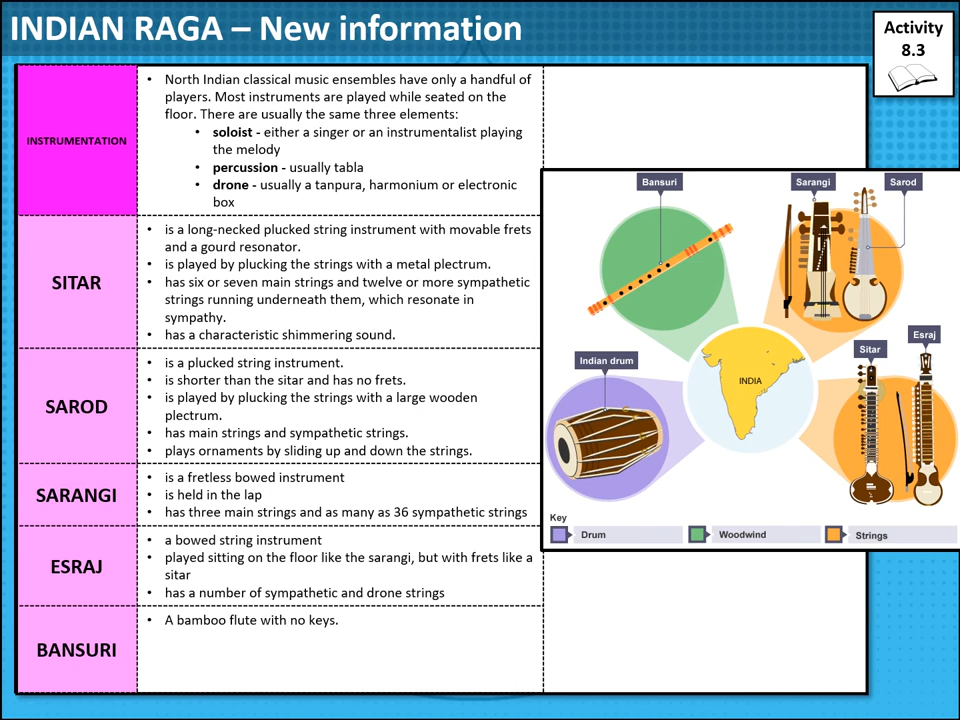 INDIAN RAGA – New information
Activity
8.3
INSTRUMENTATION
• North Indian classical music ensembles have only a handful of
players. Most instruments are played while seated on the
floor. There are usually the same three elements:
• soloist - either a singer or an instrumentalist playing
the melody
• percussion - usually tabla
• drone - usually a tanpura, harmonium or electronic
box
SITAR
• is a long-necked plucked string instrument with movable frets
and a gourd resonator.
• is played by plucking the strings with a metal plectrum.
• has six or seven main strings and twelve or more sympathetic
strings running underneath them, which resonate in
sympathy.
• has a characteristic shimmering sound.
SAROD
• is a plucked string instrument.
• is shorter than the sitar and has no frets.
• is played by plucking the strings with a large wooden
plectrum.
• has main strings and sympathetic strings.
• plays ornaments by sliding up and down the strings.
SARANGI
• is a fretless bowed instrument
• is held in the lap
• has three main strings and as many as 36 sympathetic strings
ESRAJ
• a bowed string instrument
• played sitting on the floor like the sarangi, but with frets like a
sitar
• has a number of sympathetic and drone strings
BANSURI
• A bamboo flute with no keys.
Bansuri
Sarangi
Sarod
Indian drum
INDIA
Sitar
Esraj
Key
Drum
Woodwind
Strings